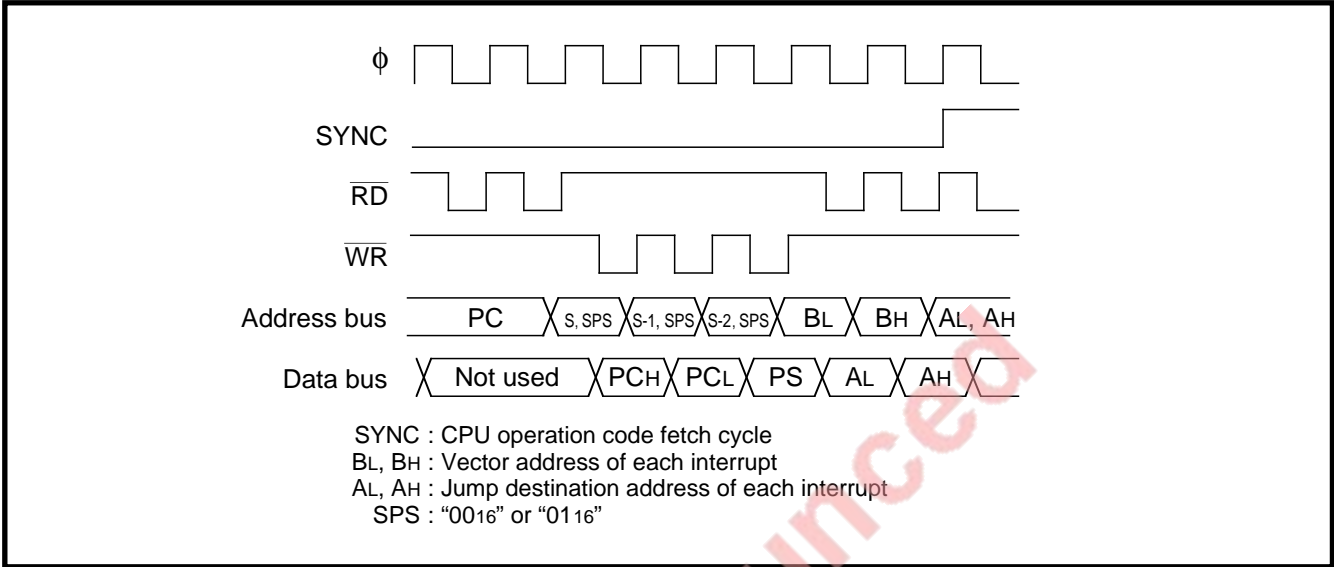 ϕ
SYNC
RD
WR
Address bus PC S, SPS S-1, SPS S-2, SPS BL BH AL, AH
Data bus Not used PCH PCL PS AL AH
SYNC : CPU operation code fetch cycle
BL, BH : Vector address of each interrupt
AL, AH : Jump destination address of each interrupt
SPS : “0016” or “0116”
unced